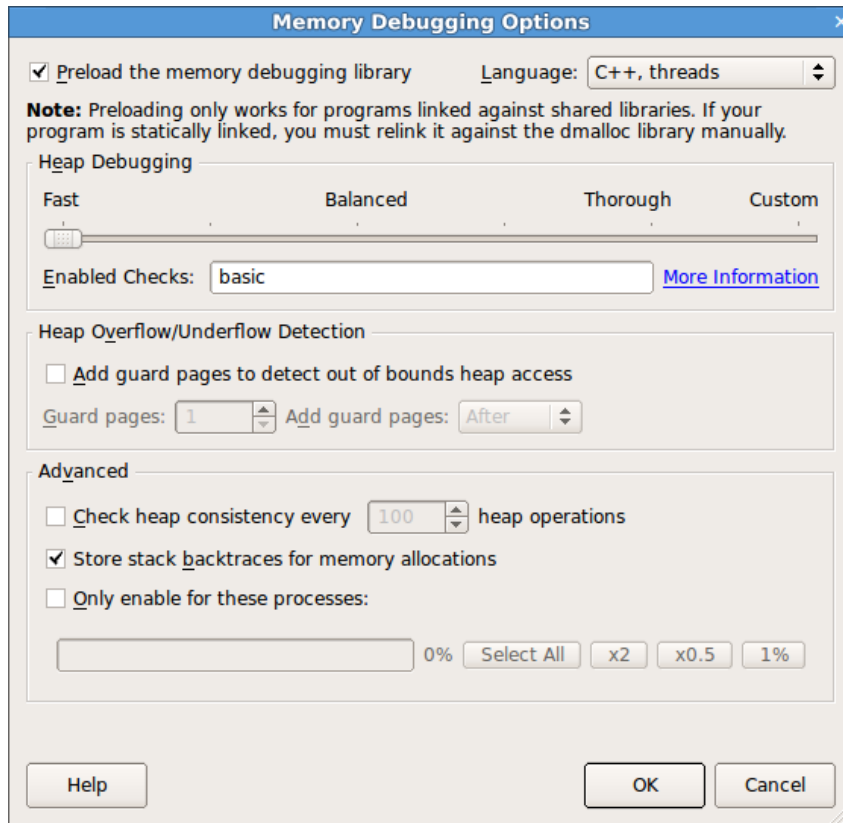 Memory Debugging Options
Preload the memory debugging library Language: C++, threads
Note: Preloading only works for programs linked against shared libraries. If your
program is statically linked, you must relink it against the dmalloc library manually.
Heap Debugging
Fast Balanced Thorough Custom
Enabled Checks: basic More Information
Heap Overflow/Underflow Detection
Add guard pages to detect out of bounds heap access
Guard pages: 1 Add guard pages: After
Advanced
Check heap consistency every 100 heap operations
Store stack backtraces for memory allocations
Only enable for these processes:
0% Select All x2 x0.5 1%
Help OK Cancel